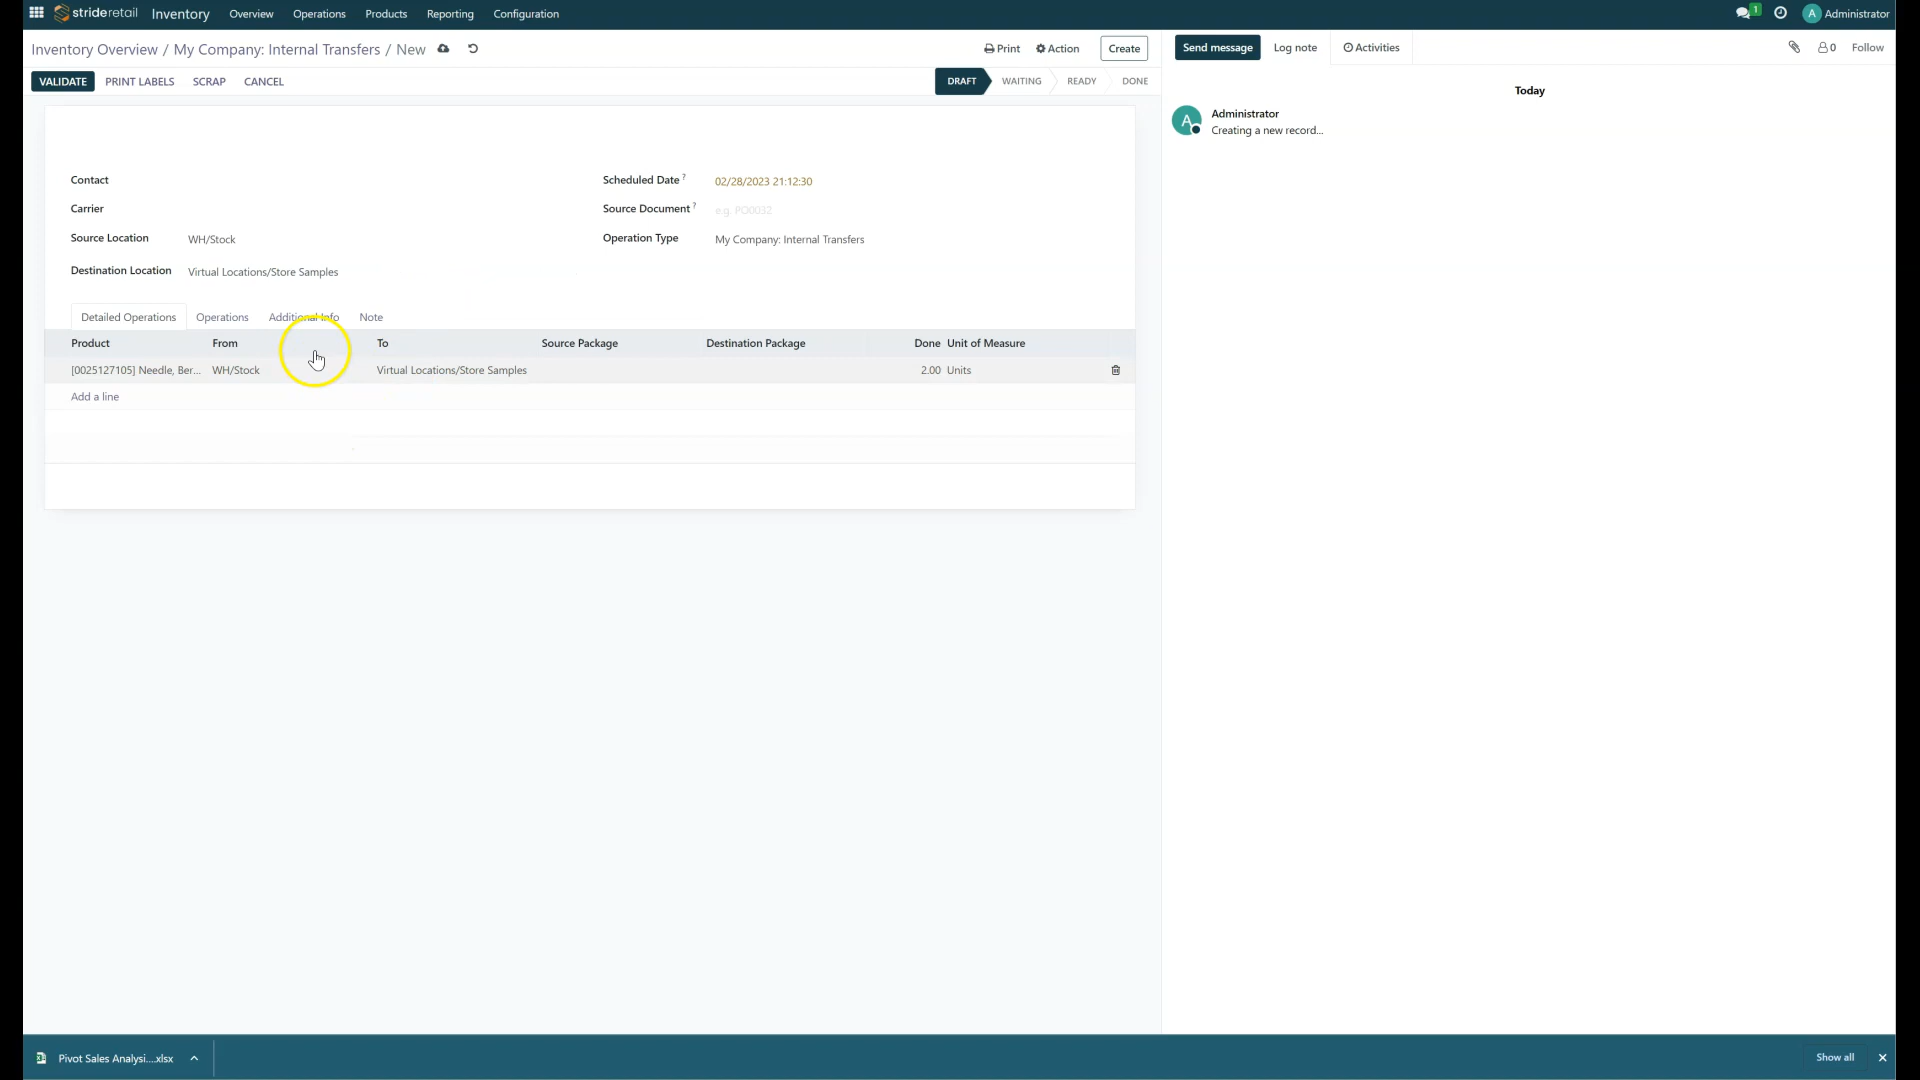 strideretail Inventory Overview Operations Products Reporting Configuration 1 A Administrator
Inventory Overview / My Company: Internal Transfers / New Print Action Create
Send message Log note Activities 0 Follow
VALIDATE PRINT LABELS SCRAP CANCEL DRAFT WAITING READY DONE
Today
A Administrator
Creating a new record...
Contact
Carrier
Source Location WH/Stock
Destination Location Virtual Locations/Store Samples
Scheduled Date ? 02/28/2023 21:12:30
Source Document ? e.g. PO0032
Operation Type My Company: Internal Transfers
Detailed Operations Operations Additional Info Note
Product From To Source Package Destination Package Done Unit of Measure
[0025127105] Needle, Ber... WH/Stock Virtual Locations/Store Samples 2.00 Units
Add a line
Pivot Sales Analysi....xlsx Show all